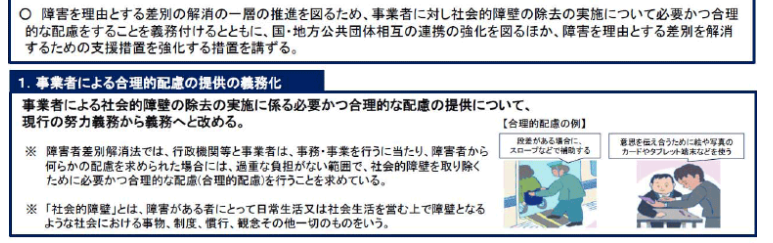 ○　障害を理由とする差別の解消の一層の推進を図るため、事業者に対し社会的障壁の除去の実施について必要かつ合理
的な配慮をすることを義務付けるとともに、国・地方公共団体相互の連携の強化を図るほか、障害を理由とする差別を解消
するための支援措置を強化する措置を講ずる。
１．事業者による合理的配慮の提供の義務化
事業者による社会的障壁の除去の実施に係る必要かつ合理的な配慮の提供について、
現行の努力義務から義務へと改める。
【合理的配慮の例】
段差がある場合に、
スロープなどで補助する
意思を伝え合うために絵や写真の
カードやタブレット端末などを使う
※　障害者差別解消法では、行政機関等と事業者は、事務・事業を行うに当たり、障害者から
何らかの配慮を求められた場合には、過重な負担がない範囲で、社会的障壁を取り除く
ために必要かつ合理的な配慮(合理的配慮)を行うことを求めている。
※　「社会的障壁」とは、障害がある者にとって日常生活又は社会生活を営む上で障壁となる
ような社会における事物、制度、慣行、観念その他一切のものをいう。